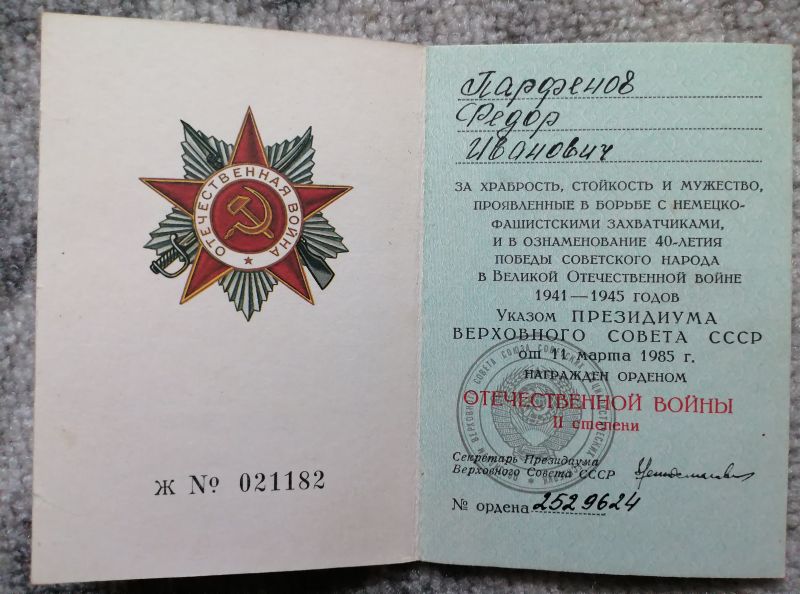 ОТЕЧЕСТВЕННАЯ ВОЙНА
Ж № 021182
Парфенов
Федор
Иванович
ЗА ХРАБРОСТЬ, СТОЙКОСТЬ И МУЖЕСТВО,
ПРОЯВЛЕННЫЕ В БОРЬБЕ С НЕМЕЦКО-
ФАШИСТСКИМИ ЗАХВАТЧИКАМИ,
И В ОЗНАМЕНОВАНИЕ 40-ЛЕТИЯ
ПОБЕДЫ СОВЕТСКОГО НАРОДА
В ВЕЛИКОЙ ОТЕЧЕСТВЕННОЙ ВОЙНЕ
1941—1945 ГОДОВ
УКАЗОМ ПРЕЗИДИУМА
ВЕРХОВНОГО СОВЕТА СССР
от 11 марта 1985 г.
НАГРАЖДЕН ОРДЕНОМ
ОТЕЧЕСТВЕННОЙ ВОЙНЫ
II степени
Секретарь Президиума
Верховного Совета СССР
№ ордена 2529624